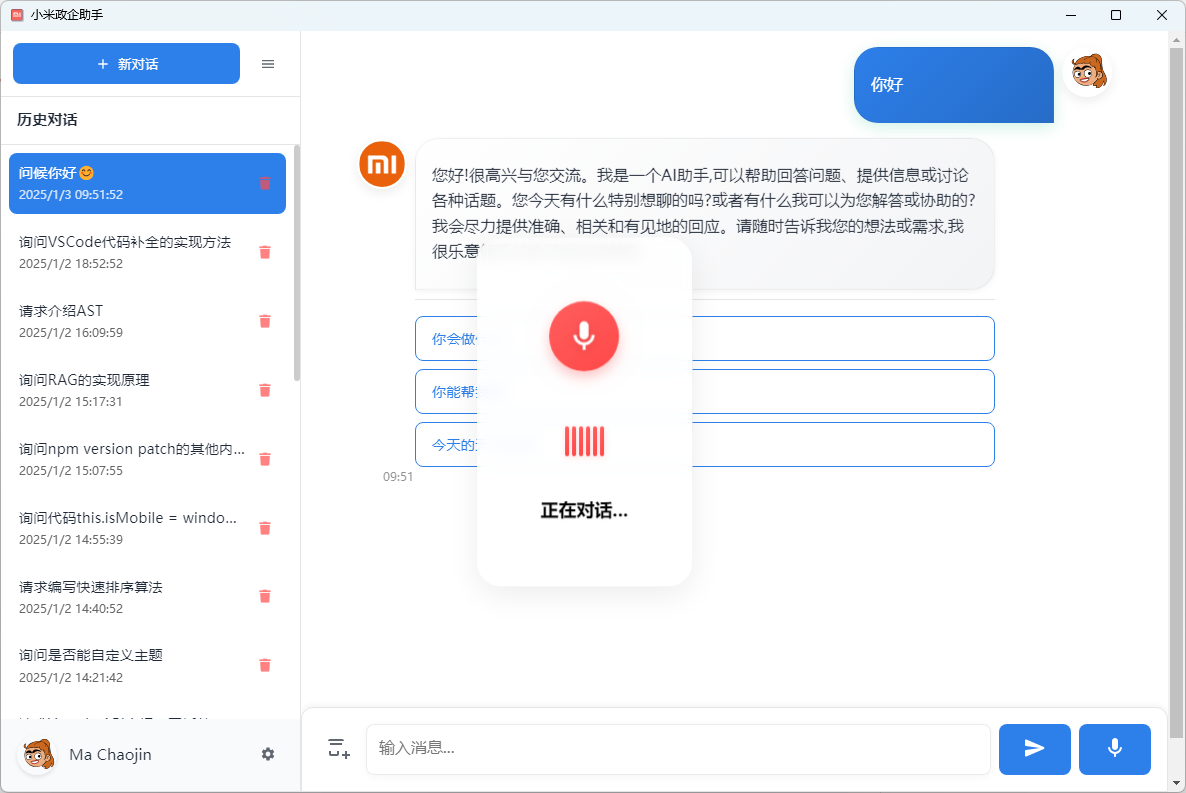 小米政企助手
+ 新对话
历史对话
问候你好😊
2025/1/3 09:51:52
询问VSCode代码补全的实现方法
2025/1/2 18:52:52
请求介绍AST
2025/1/2 16:09:59
询问RAG的实现原理
2025/1/2 15:17:31
询问npm version patch的其他内...
2025/1/2 15:07:55
询问代码this.isMobile = windo...
2025/1/2 14:55:39
请求编写快速排序算法
2025/1/2 14:40:52
询问是否能自定义主题
2025/1/2 14:21:42
Ma Chaojin
你好
您好!很高兴与您交流。我是一个AI助手,可以帮助回答问题、提供信息或讨论
各种话题。您今天有什么特别想聊的吗?或者有什么我可以为您解答或协助的?
我会尽力提供准确、相关和有见地的回应。请随时告诉我您的想法或需求,我
很乐意
你会做
你能帮
今天的
09:51
正在对话...
输入消息...